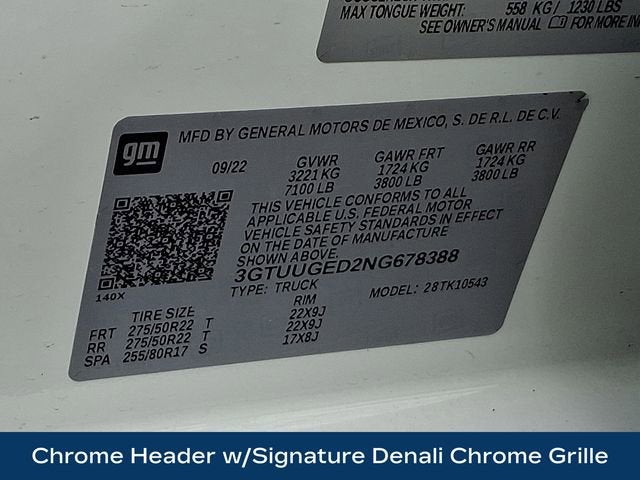 558 KG / 1230 LBS
MAX TONGUE WEIGHT:
SEE OWNER'S MANUAL FOR MORE
gm
MFD BY GENERAL MOTORS DE MEXICO, S. DE R.L. DE C.V.
09/22 GVWR GAWR FRT GAWR RR
3221 KG 1724 KG 1724 KG
7100 LB 3800 LB 3800 LB
THIS VEHICLE CONFORMS TO ALL
APPLICABLE U.S. FEDERAL MOTOR
VEHICLE SAFETY STANDARDS IN EFFECT
ON THE DATE OF MANUFACTURE
SHOWN ABOVE.
3GTUUGED2NG678388
TYPE: TRUCK MODEL: 28TK10543
140X
TIRE SIZE RIM
FRT 275/50R22 T 22X9J
RR 275/50R22 T 22X9J
SPA 255/80R17 S 17X8J
Chrome Header w/Signature Denali Chrome Grille